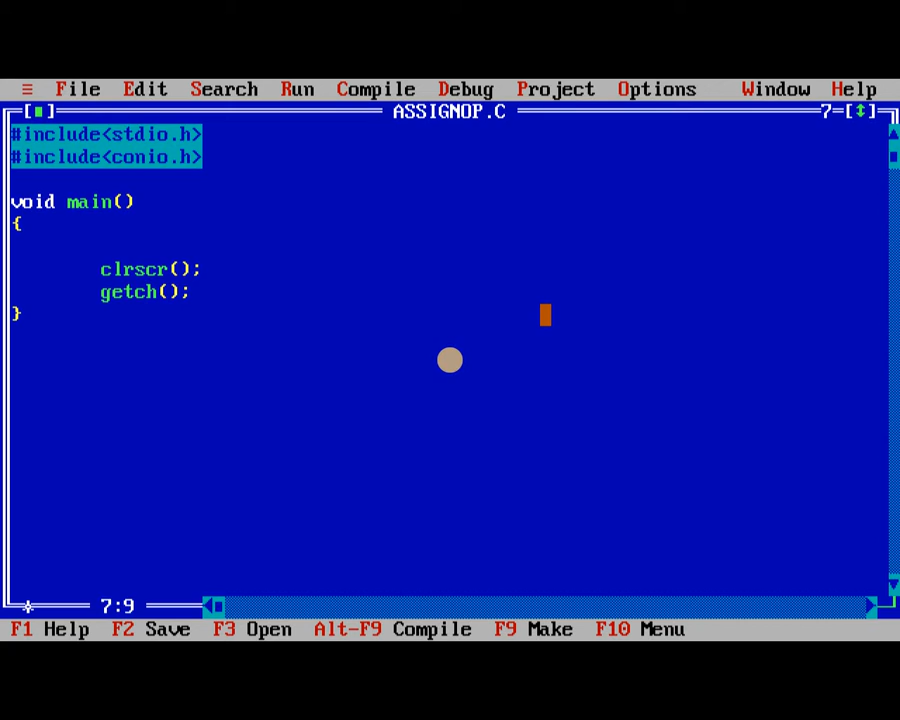 ≡ File Edit Search Run Compile Debug Project Options Window Help
[■] ASSIGNOP.C 7=[↕]
#include<stdio.h>
#include<conio.h>
void main()
{
clrscr();
getch();
}
7:9
F1 Help F2 Save F3 Open Alt-F9 Compile F9 Make F10 Menu